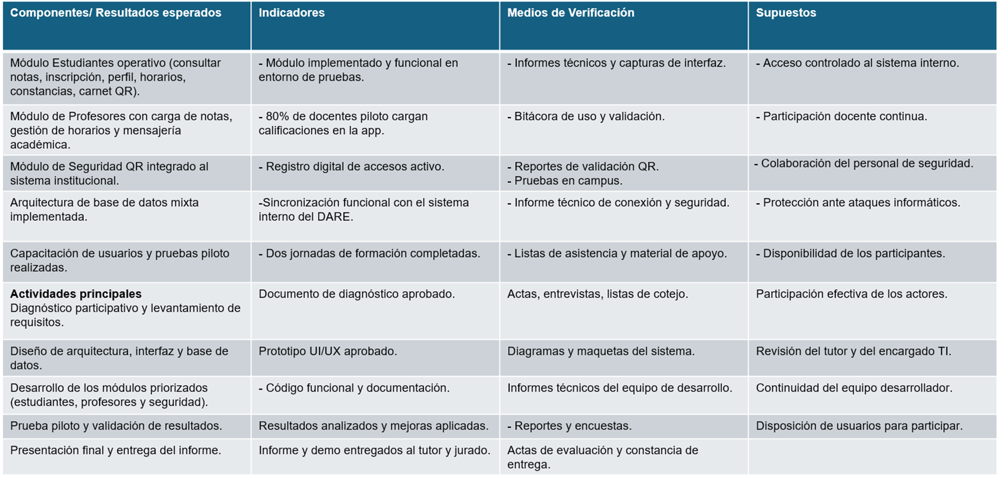 Componentes/ Resultados esperados
Indicadores
Medios de Verificación
Supuestos
Módulo Estudiantes operativo (consultar
notas, inscripción, perfil, horarios,
constancias, carnet QR).
- Módulo implementado y funcional en
entorno de pruebas.
- Informes técnicos y capturas de interfaz.
- Acceso controlado al sistema interno.
Módulo de Profesores con carga de notas,
gestión de horarios y mensajería
académica.
- 80% de docentes piloto cargan
calificaciones en la app.
- Bitácora de uso y validación.
- Participación docente continua.
Módulo de Seguridad QR integrado al
sistema institucional.
- Registro digital de accesos activo.
- Reportes de validación QR.
- Pruebas en campus.
- Colaboración del personal de seguridad.
Arquitectura de base de datos mixta
implementada.
-Sincronización funcional con el sistema
interno del DARE.
- Informe técnico de conexión y seguridad.
- Protección ante ataques informáticos.
Capacitación de usuarios y pruebas piloto
realizadas.
- Dos jornadas de formación completadas.
- Listas de asistencia y material de apoyo.
- Disponibilidad de los participantes.
Actividades principales
Diagnóstico participativo y levantamiento de
requisitos.
Documento de diagnóstico aprobado.
Actas, entrevistas, listas de cotejo.
Participación efectiva de los actores.
Diseño de arquitectura, interfaz y base de
datos.
Prototipo UI/UX aprobado.
Diagramas y maquetas del sistema.
Revisión del tutor y del encargado TI.
Desarrollo de los módulos priorizados
(estudiantes, profesores y seguridad).
- Código funcional y documentación.
Informes técnicos del equipo de desarrollo.
Continuidad del equipo desarrollador.
Prueba piloto y validación de resultados.
Resultados analizados y mejoras aplicadas.
- Reportes y encuestas.
Disposición de usuarios para participar.
Presentación final y entrega del informe.
Informe y demo entregados al tutor y jurado.
Actas de evaluación y constancia de
entrega.